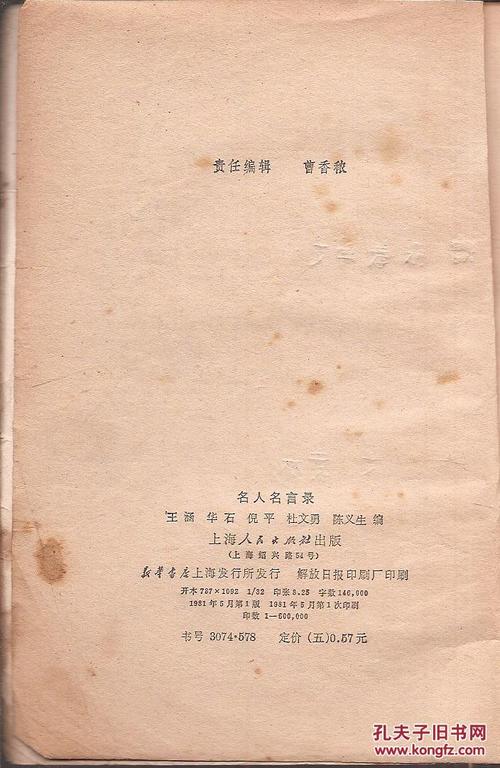 责任编辑 曹香秾
名人名言录
王涵 华石 倪平 杜文勇 陈义生 编
上海人民出版社出版
(上海绍兴路54号)
新华书店上海发行所发行 解放日报印刷厂印刷
开本 787×1092 1/32 印张 8.25 字数 140,000
1981年5月第1版 1981年5月第1次印刷
印数 1—600,000
书号 3074·578 定价(五)0.57元
孔夫子旧书网
www.kongfz.com